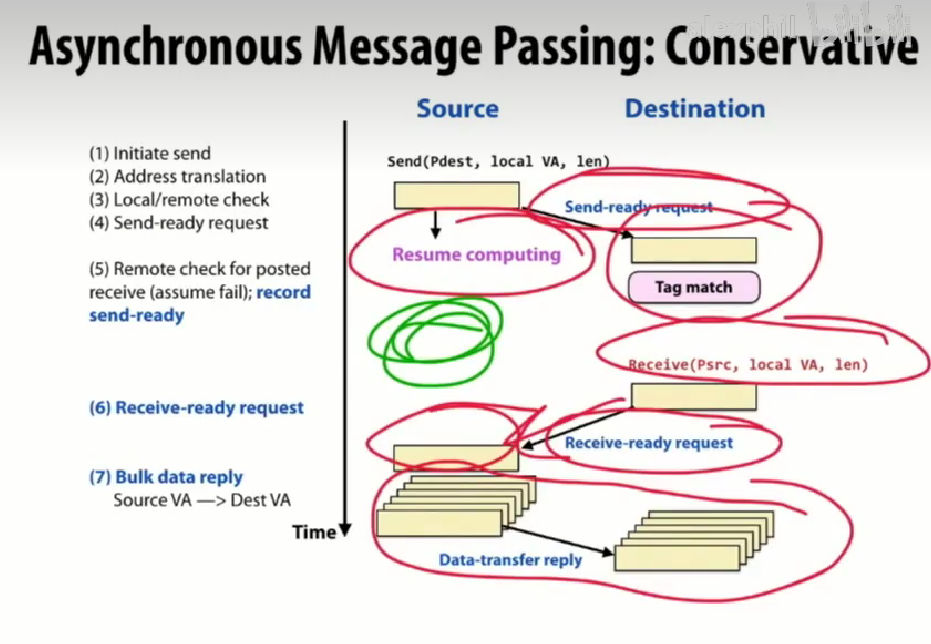 Asynchronous Message Passing: Conservative
Source
Destination
(1) Initiate send
(2) Address translation
(3) Local/remote check
(4) Send-ready request
(5) Remote check for posted
receive (assume fail); record
send-ready
(6) Receive-ready request
(7) Bulk data reply
Source VA —> Dest VA
Time
Send(Pdest, local VA, len)
Send-ready request
Resume computing
Tag match
Receive(Psrc, local VA, len)
Receive-ready request
Data-transfer reply